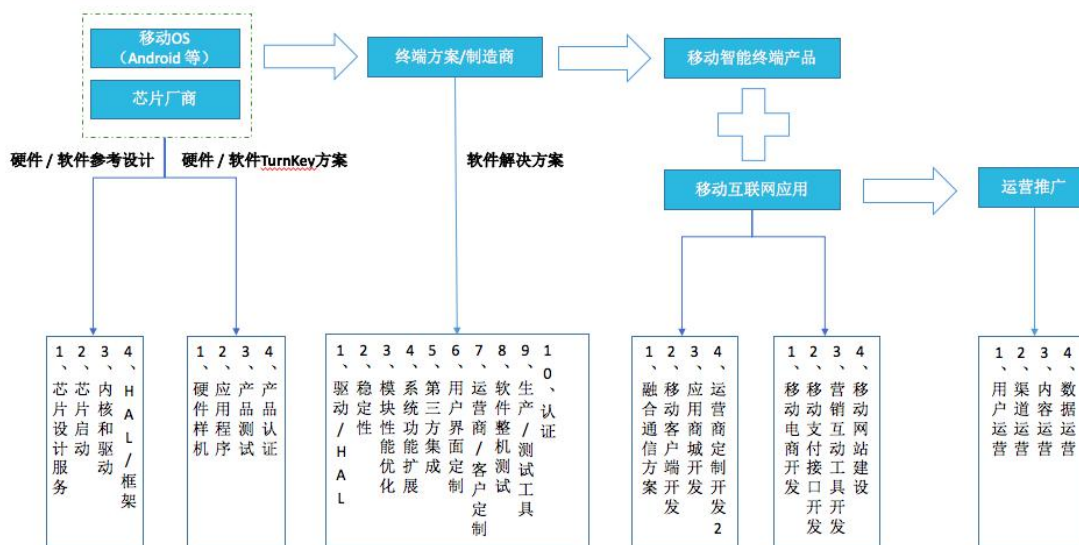 移动OS
（Android 等）
芯片厂商
终端方案/制造商
移动智能终端产品
移动互联网应用
运营推广
硬件 / 软件参考设计
硬件 / 软件TurnKey方案
软件解决方案
1、芯片设计服务
2、芯片启动
3、内核和驱动
4、HAL/框架
1、硬件样机
2、应用程序
3、产品测试
4、产品认证
1、驱动/HAL
2、稳定性
3、模块性能优化
4、系统功能扩展
5、第三方集成
6、用户界面定制
7、运营商/客户定制
8、软件整机测试
9、生产/测试工具
10、认证
1、融合通信方案
2、移动客户端开发
3、应用商城开发
4、运营商定制开发2
1、移动电商开发
2、移动支付接口开发
3、营销互动工具开发
4、移动网站建设
1、用户运营
2、渠道运营
3、内容运营
4、数据运营